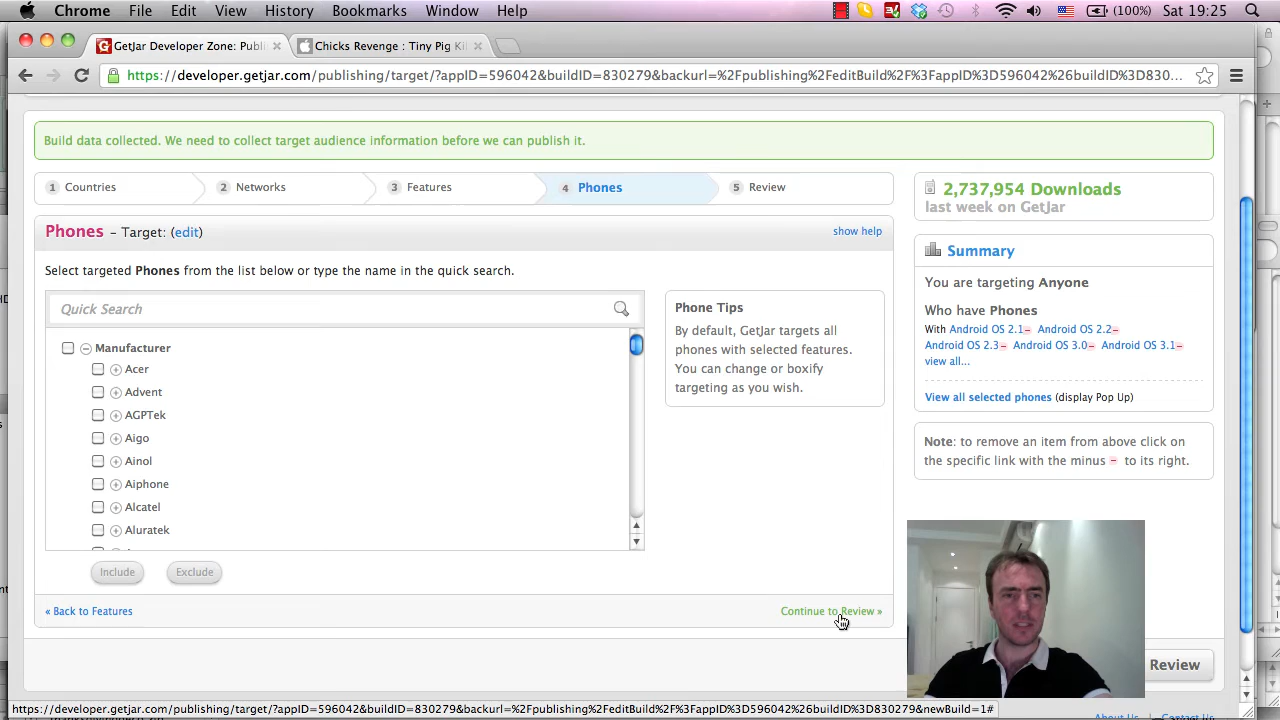 Chrome File Edit View History Bookmarks Window Help (100%) Sat 19:25
GetJar Developer Zone: Publ Chicks Revenge : Tiny Pig Kil
https://developer.getjar.com/publishing/target/?appID=596042&buildID=830279&backurl=%2Fpublishing%2FeditBuild%2F%3FappID%3D596042%26buildID%3D830...
Build data collected. We need to collect target audience information before we can publish it.
1 Countries 2 Networks 3 Features 4 Phones 5 Review
2,737,954 Downloads
last week on GetJar
Phones – Target: (edit) show help
Select targeted Phones from the list below or type the name in the quick search.
Quick Search
Manufacturer
Acer
Advent
AGPTek
Aigo
Ainol
Aiphone
Alcatel
Aluratek
Include Exclude
« Back to Features Continue to Review »
Phone Tips
By default, GetJar targets all
phones with selected features.
You can change or boxify
targeting as you wish.
Summary
You are targeting Anyone
Who have Phones
With Android OS 2.1– Android OS 2.2–
Android OS 2.3– Android OS 3.0– Android OS 3.1–
view all...
View all selected phones (display Pop Up)
Note: to remove an item from above click on
the specific link with the minus – to its right.
Review
https://developer.getjar.com/publishing/target/?appID=596042&buildID=830279&backurl=%2Fpublishing%2FeditBuild%2F%3FappID%3D596042%26buildID%3D830279&newBuild=1#
About Us Contact Us